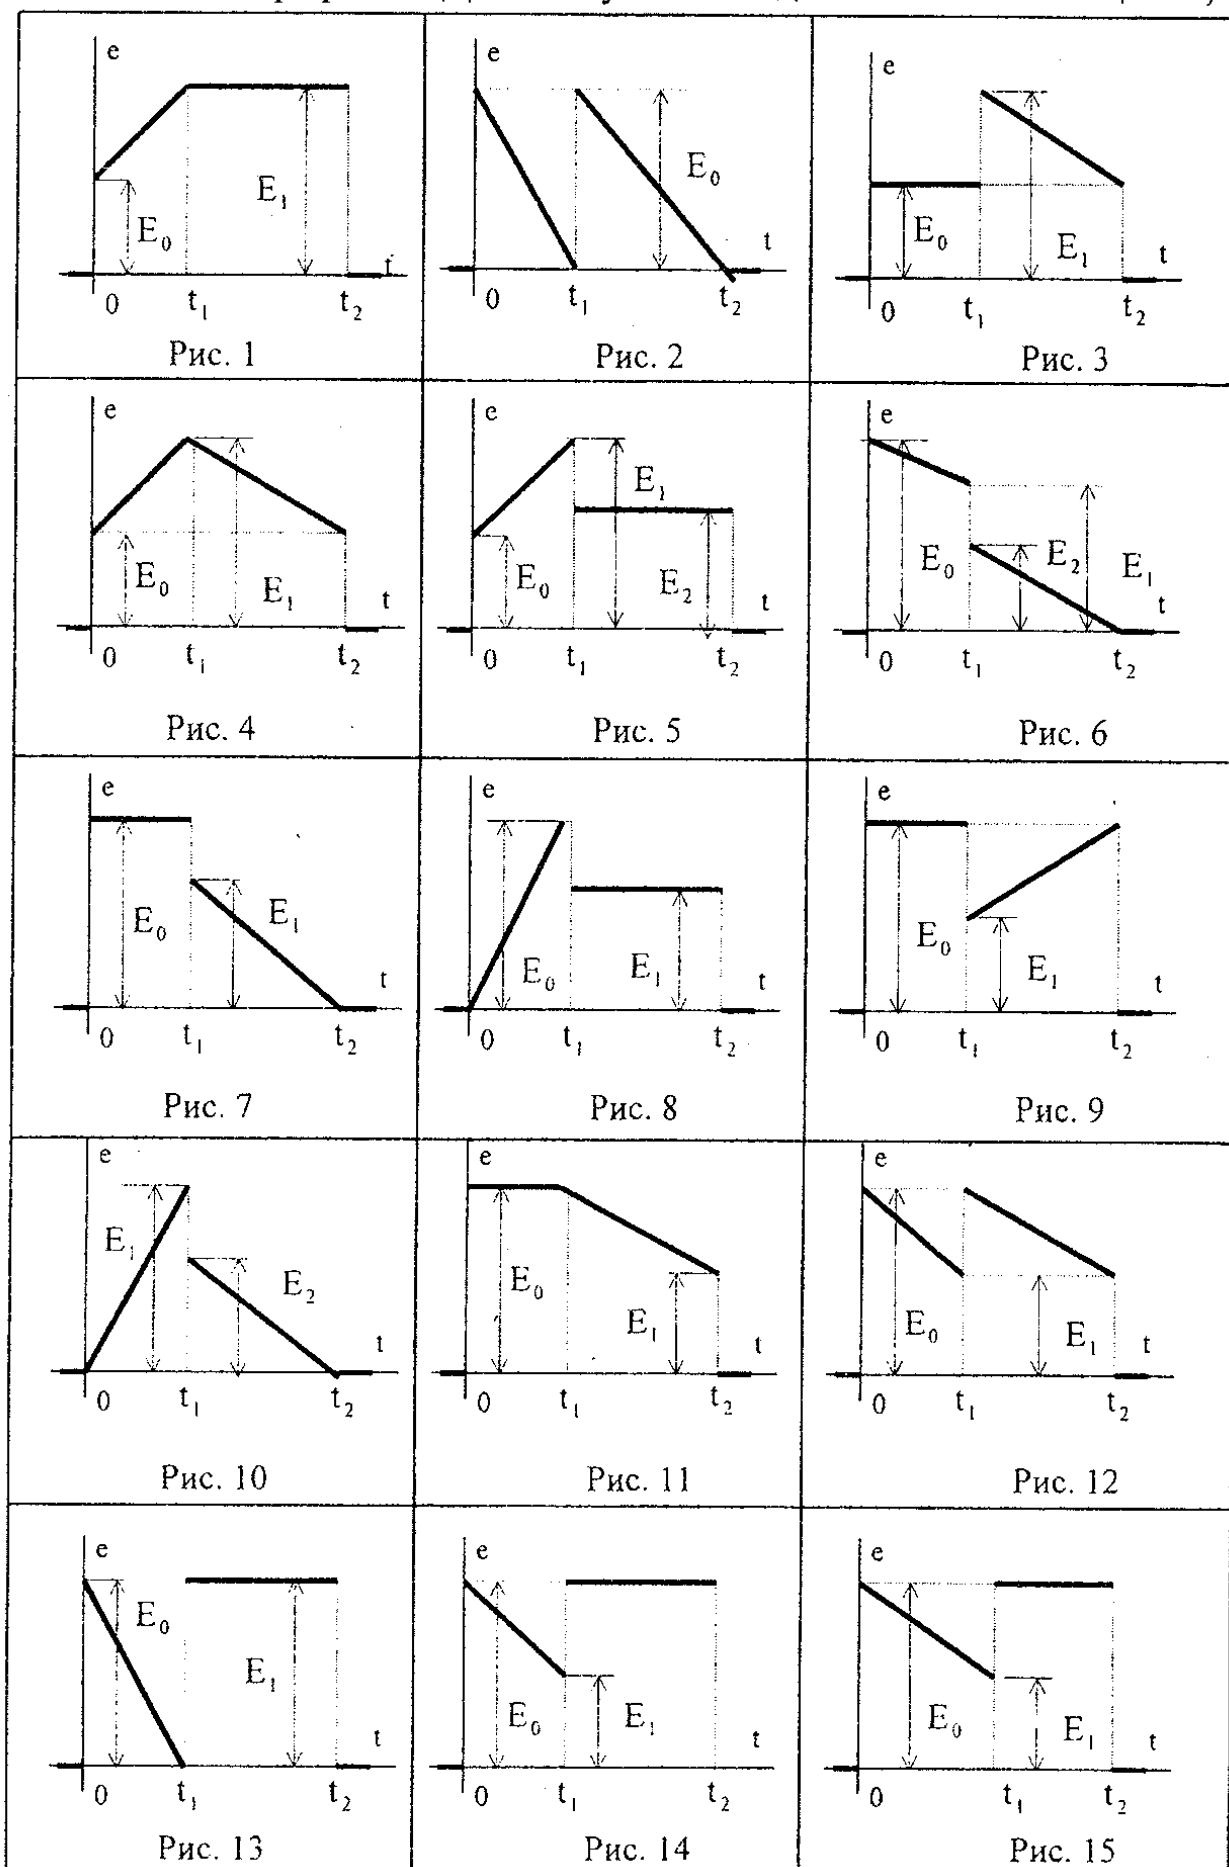 e
E₁
E₀
t
0
t₁
t₂
Рис. 1
e
E₀
t
0
t₁
t₂
Рис. 2
e
E₀
E₁
t
0
t₁
t₂
Рис. 3
e
E₀
E₁
t
0
t₁
t₂
Рис. 4
e
E₁
E₀
E₂
t
0
t₁
t₂
Рис. 5
e
E₀
E₂
E₁
t
0
t₁
t₂
Рис. 6
e
E₀
E₁
t
0
t₁
t₂
Рис. 7
e
E₀
E₁
t
0
t₁
t₂
Рис. 8
e
E₀
E₁
t
0
t₁
t₂
Рис. 9
e
E₁
E₂
t
0
t₁
t₂
Рис. 10
e
E₀
E₁
t
0
t₁
t₂
Рис. 11
e
E₀
E₁
t
0
t₁
t₂
Рис. 12
e
E₀
E₁
t
0
t₁
t₂
Рис. 13
e
E₀
E₁
t
0
t₁
t₂
Рис. 14
e
E₀
E₁
t
0
t₁
t₂
Рис. 15